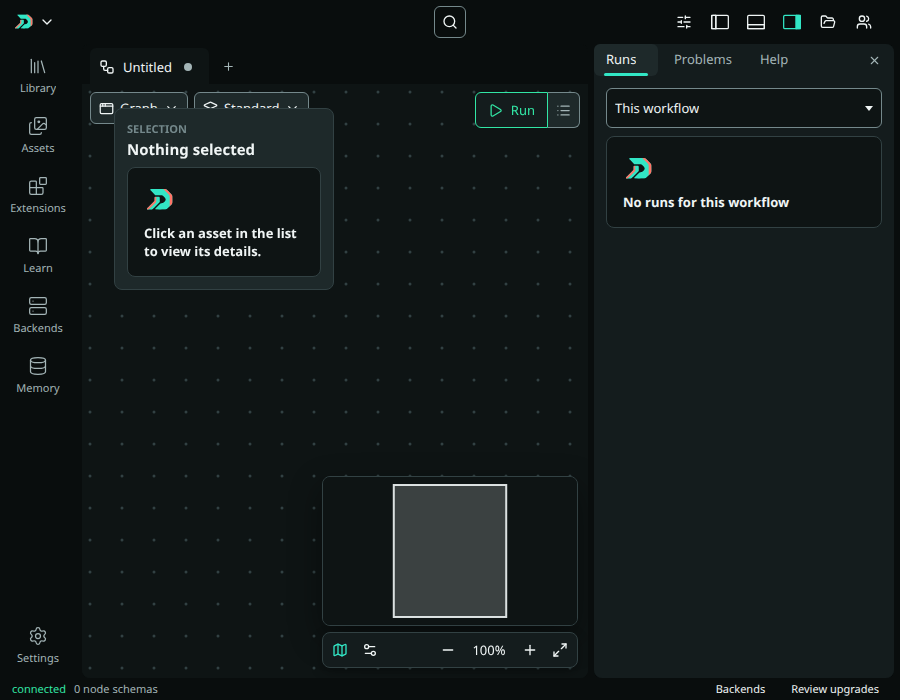 Library
Assets
Extensions
Learn
Backends
Memory
Settings
Untitled
Graph
Standard
Run
SELECTION
Nothing selected
Click an asset in the list
to view its details.
100%
Runs
Problems
Help
This workflow
No runs for this workflow
connected
0 node schemas
Backends
Review upgrades